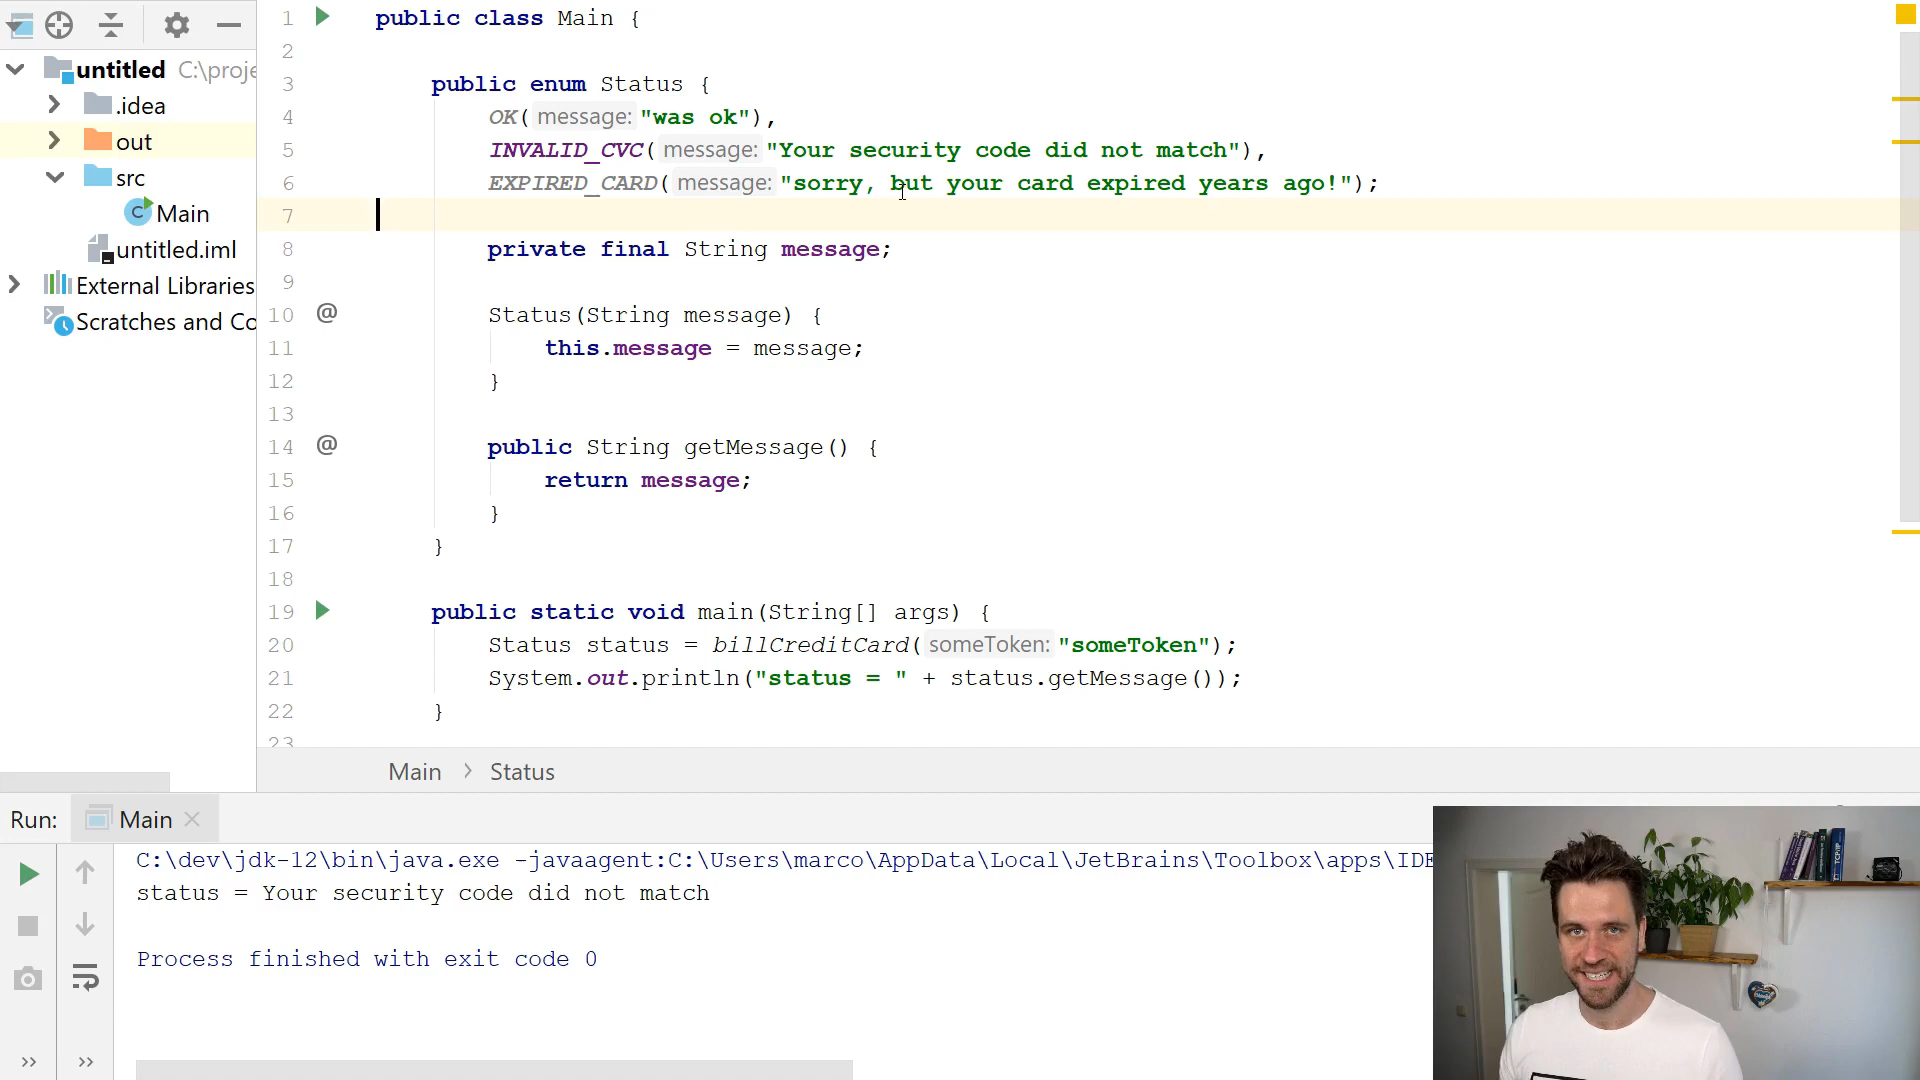 untitled C:\proje
.idea
out
src
Main
untitled.iml
External Libraries
Scratches and Co
1 public class Main {
2
3 public enum Status {
4 OK( message: "was ok"),
5 INVALID_CVC( message: "Your security code did not match"),
6 EXPIRED_CARD( message: "sorry, but your card expired years ago!");
7
8 private final String message;
9
10 @ Status(String message) {
11 this.message = message;
12 }
13
14 @ public String getMessage() {
15 return message;
16 }
17 }
18
19 public static void main(String[] args) {
20 Status status = billCreditCard( someToken: "someToken");
21 System.out.println("status = " + status.getMessage());
22 }
23
Main > Status
Run: Main
C:\dev\jdk-12\bin\java.exe -javaagent:C:\Users\marco\AppData\Local\JetBrains\Toolbox\apps\IDE
status = Your security code did not match
Process finished with exit code 0
TCP/IP